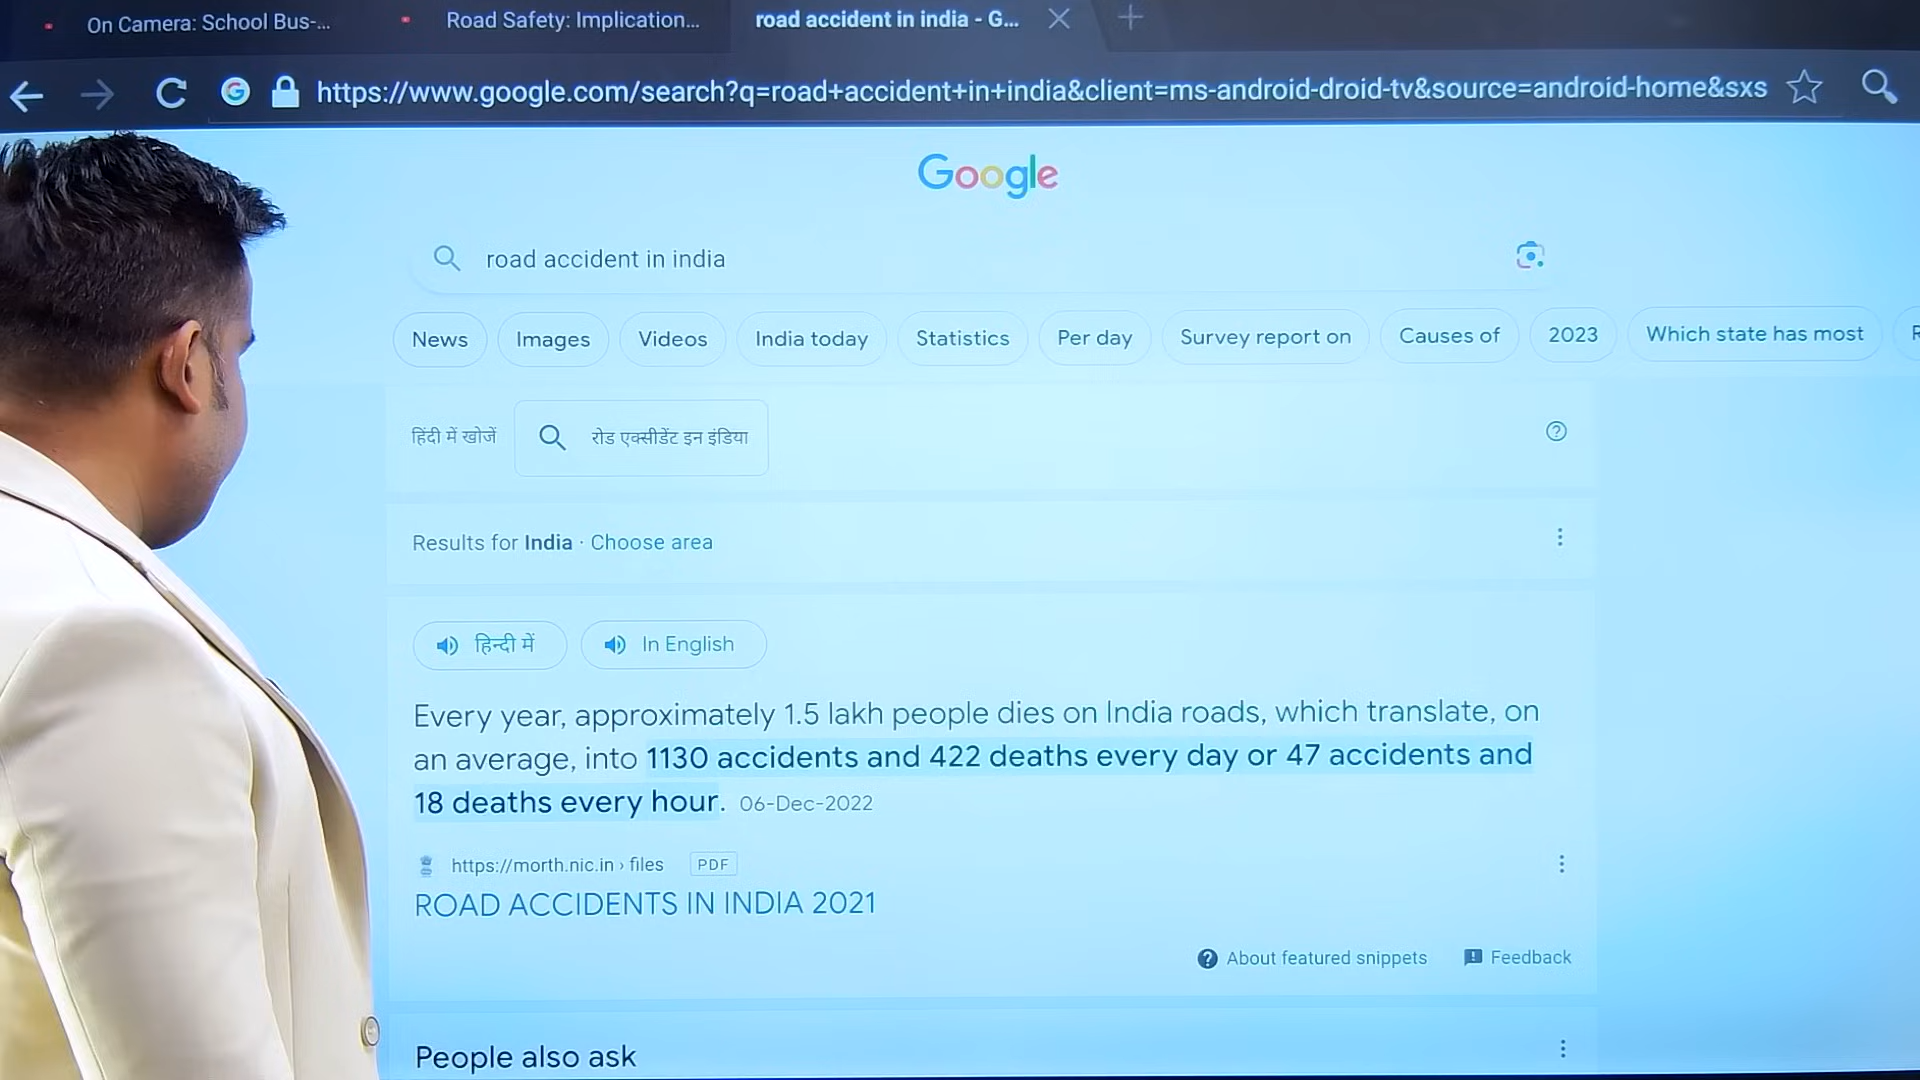 On Camera: School Bus-...
Road Safety: Implication...
road accident in india - G...
https://www.google.com/search?q=road+accident+in+india&client=ms-android-droid-tv&source=android-home&sxs
Google
road accident in india
News
Images
Videos
India today
Statistics
Per day
Survey report on
Causes of
2023
Which state has most
हिंदी में खोजें
रोड एक्सीडेंट इन इंडिया
Results for India · Choose area
हिन्दी में
In English
Every year, approximately 1.5 lakh people dies on India roads, which translate, on
an average, into 1130 accidents and 422 deaths every day or 47 accidents and
18 deaths every hour. 06-Dec-2022
https://morth.nic.in › files PDF
ROAD ACCIDENTS IN INDIA 2021
About featured snippets
Feedback
People also ask